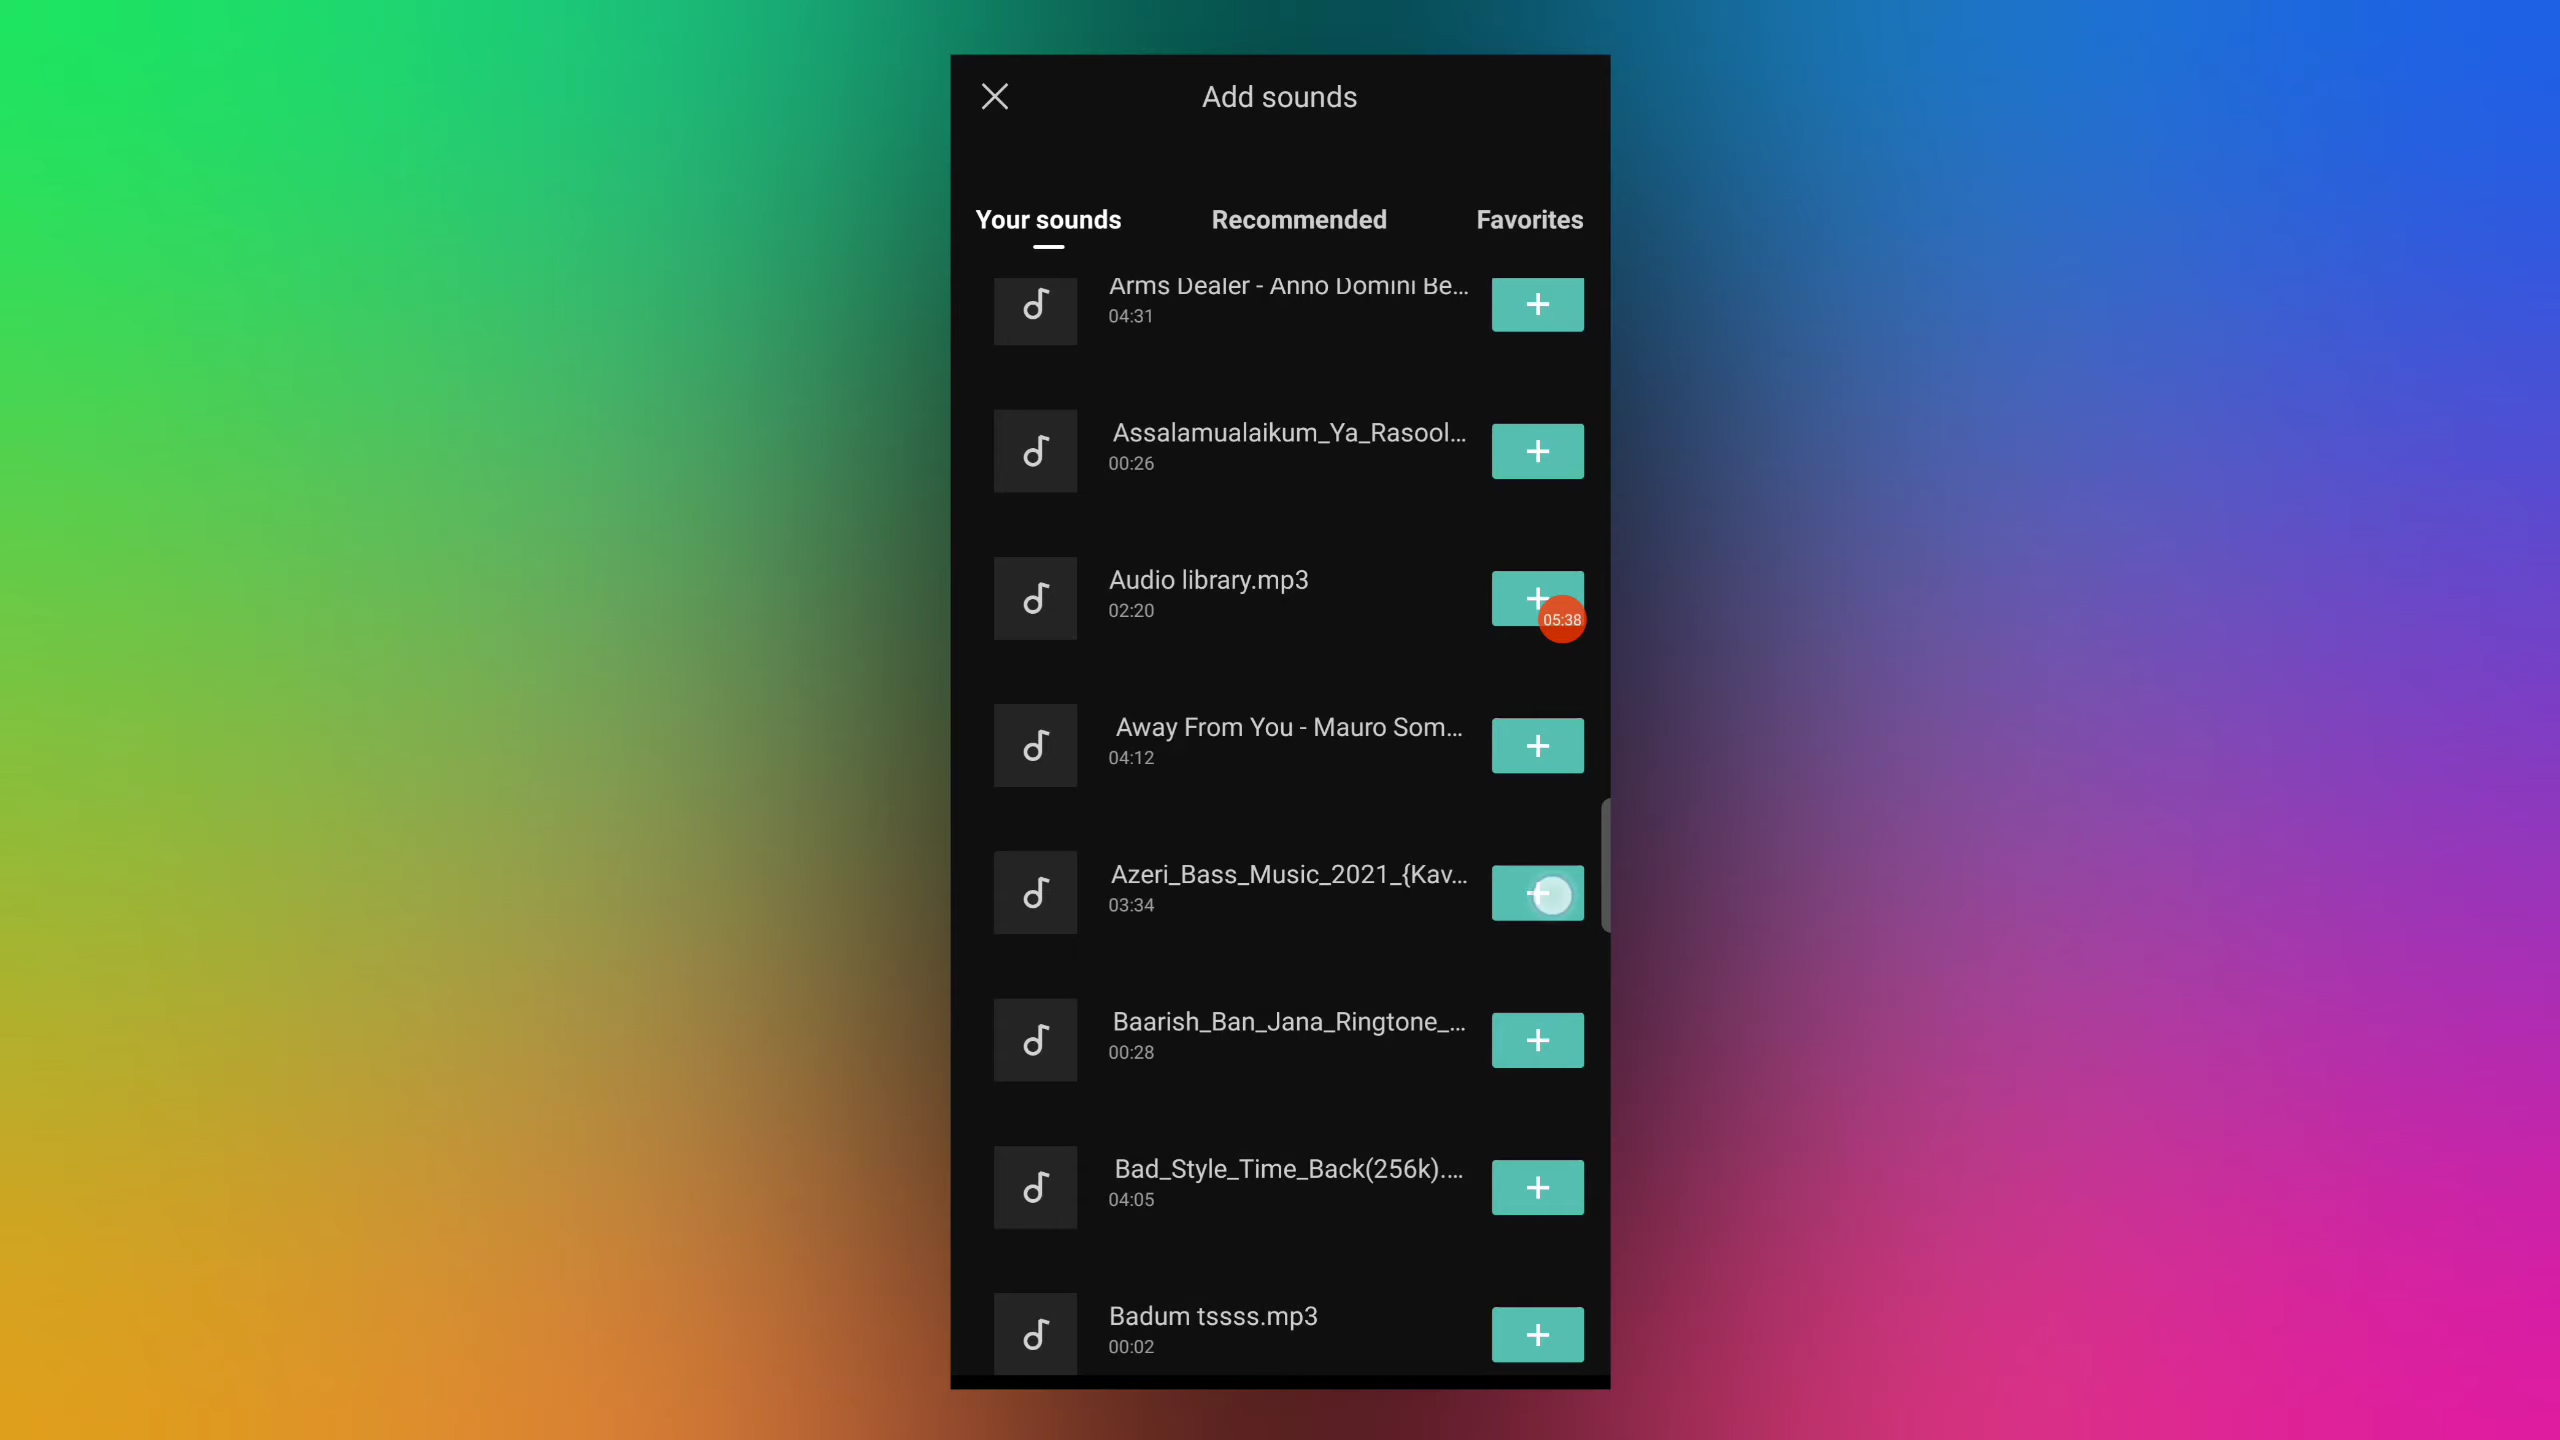 Add sounds
Your sounds Recommended Favorites
Arms Dealer - Anno Domini Be...
04:31
Assalamualaikum_Ya_Rasool...
00:26
Audio library.mp3
02:20
05:38
Away From You - Mauro Som...
04:12
Azeri_Bass_Music_2021_{Kav...
03:34
Baarish_Ban_Jana_Ringtone_...
00:28
Bad_Style_Time_Back(256k)....
04:05
Badum tssss.mp3
00:02